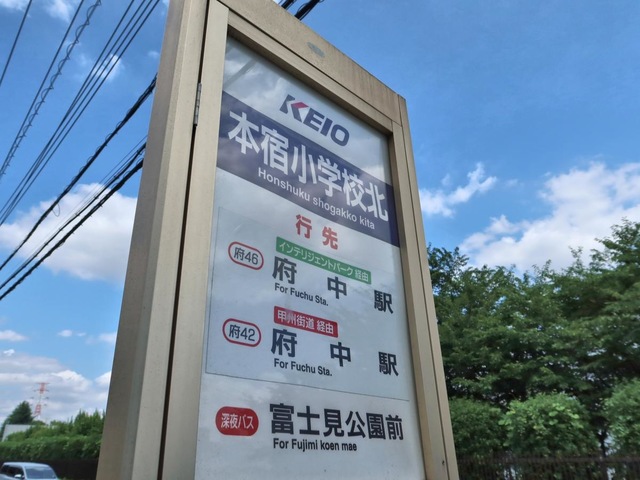 KEIO
本宿小学校北
Honshuku shogakko kita
行先
府46 インテリジェントパーク 経由
府中駅
For Fuchu Sta.
府42 甲州街道 経由
府中駅
For Fuchu Sta.
深夜バス 富士見公園前
For Fujimi koen mae